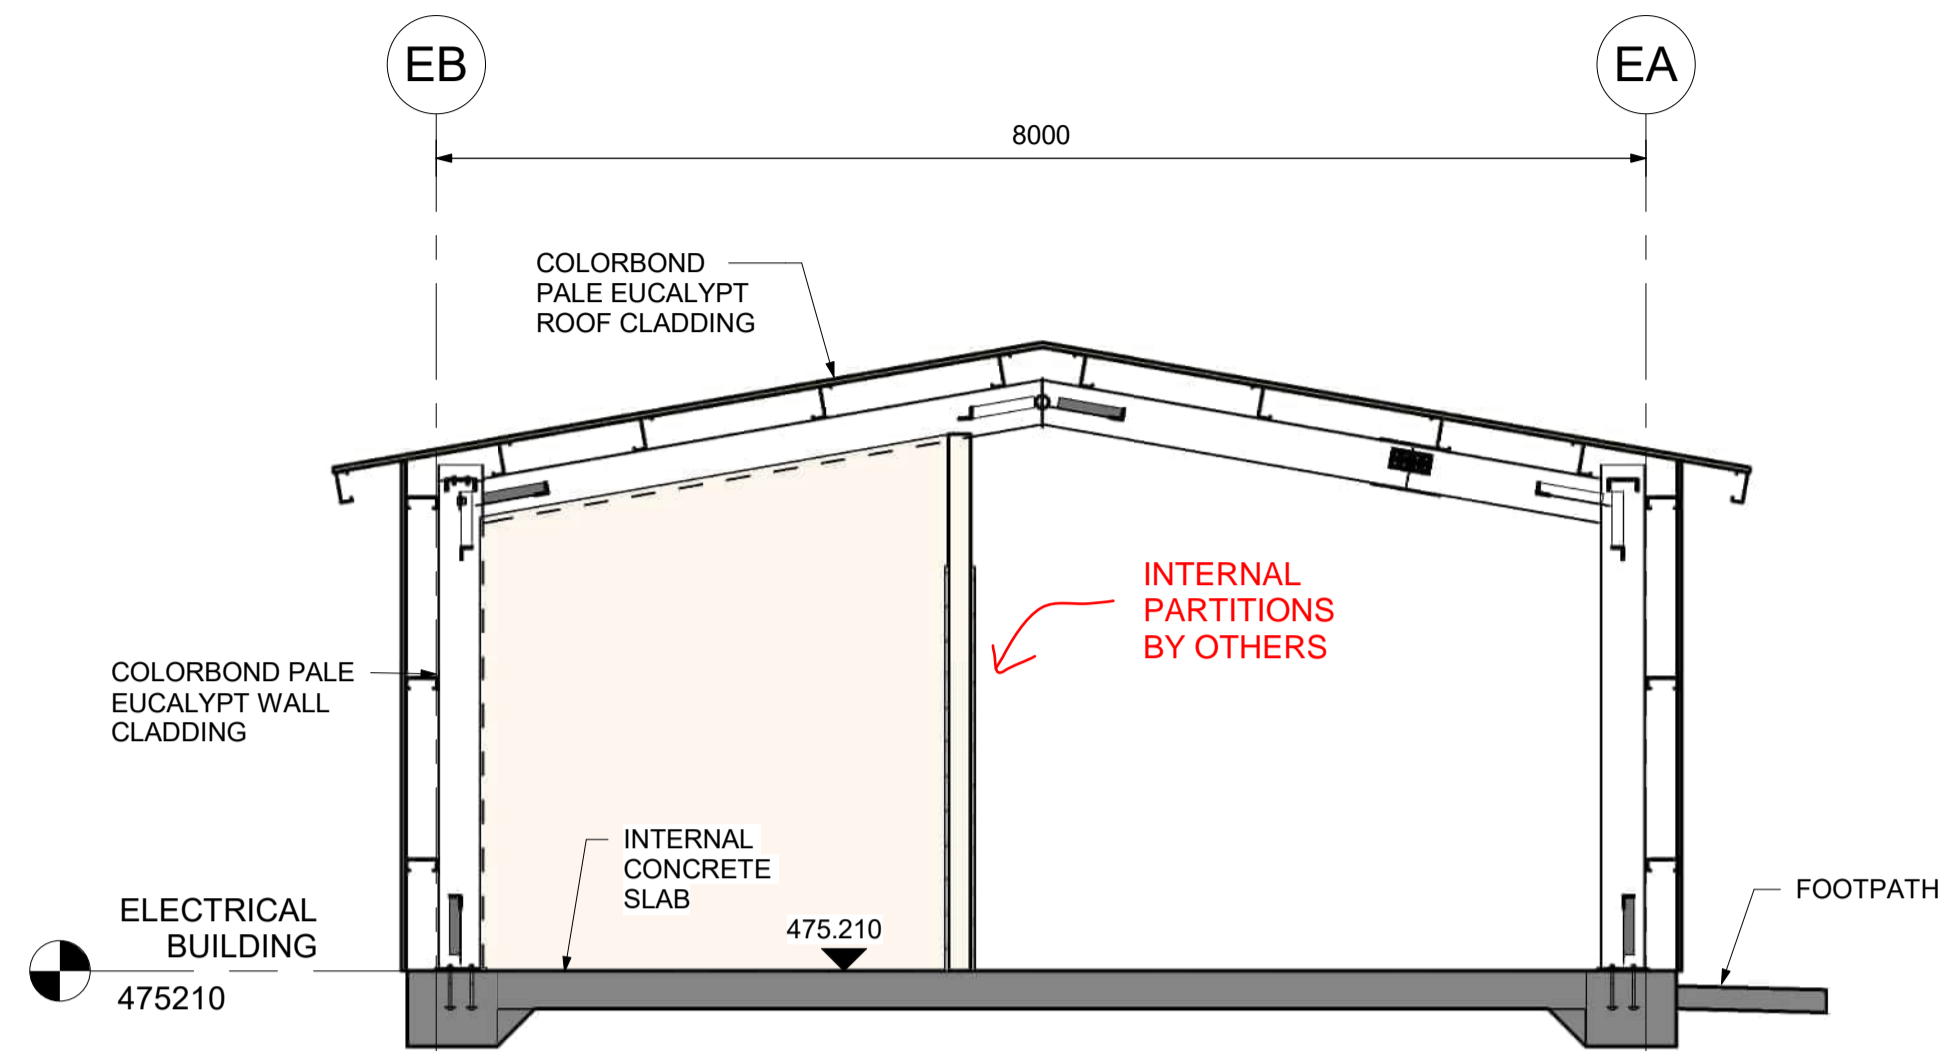 EB
EA
8000
COLORBOND
PALE EUCALYPT
ROOF CLADDING
INTERNAL
PARTITIONS
BY OTHERS
COLORBOND PALE
EUCALYPT WALL
CLADDING
INTERNAL
CONCRETE
SLAB
475.210
FOOTPATH
ELECTRICAL
BUILDING
475210